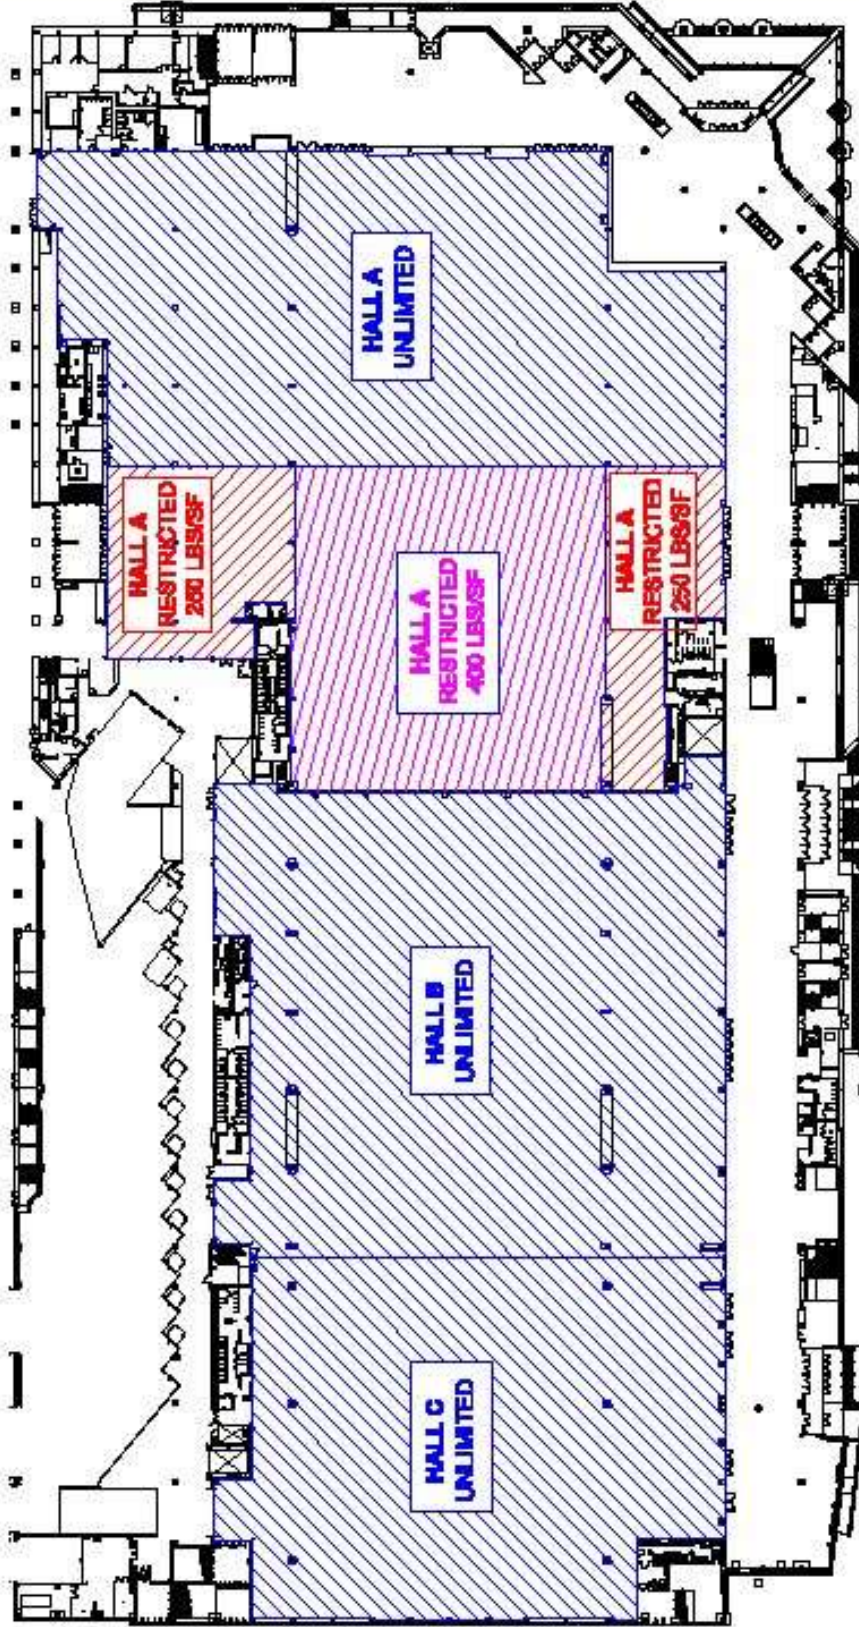 HALL A
UNLIMITED
HALL A
RESTRICTED
250 LBS/SF
HALL A
RESTRICTED
400 LBS/SF
HALL A
RESTRICTED
250 LBS/SF
HALL B
UNLIMITED
HALL C
UNLIMITED